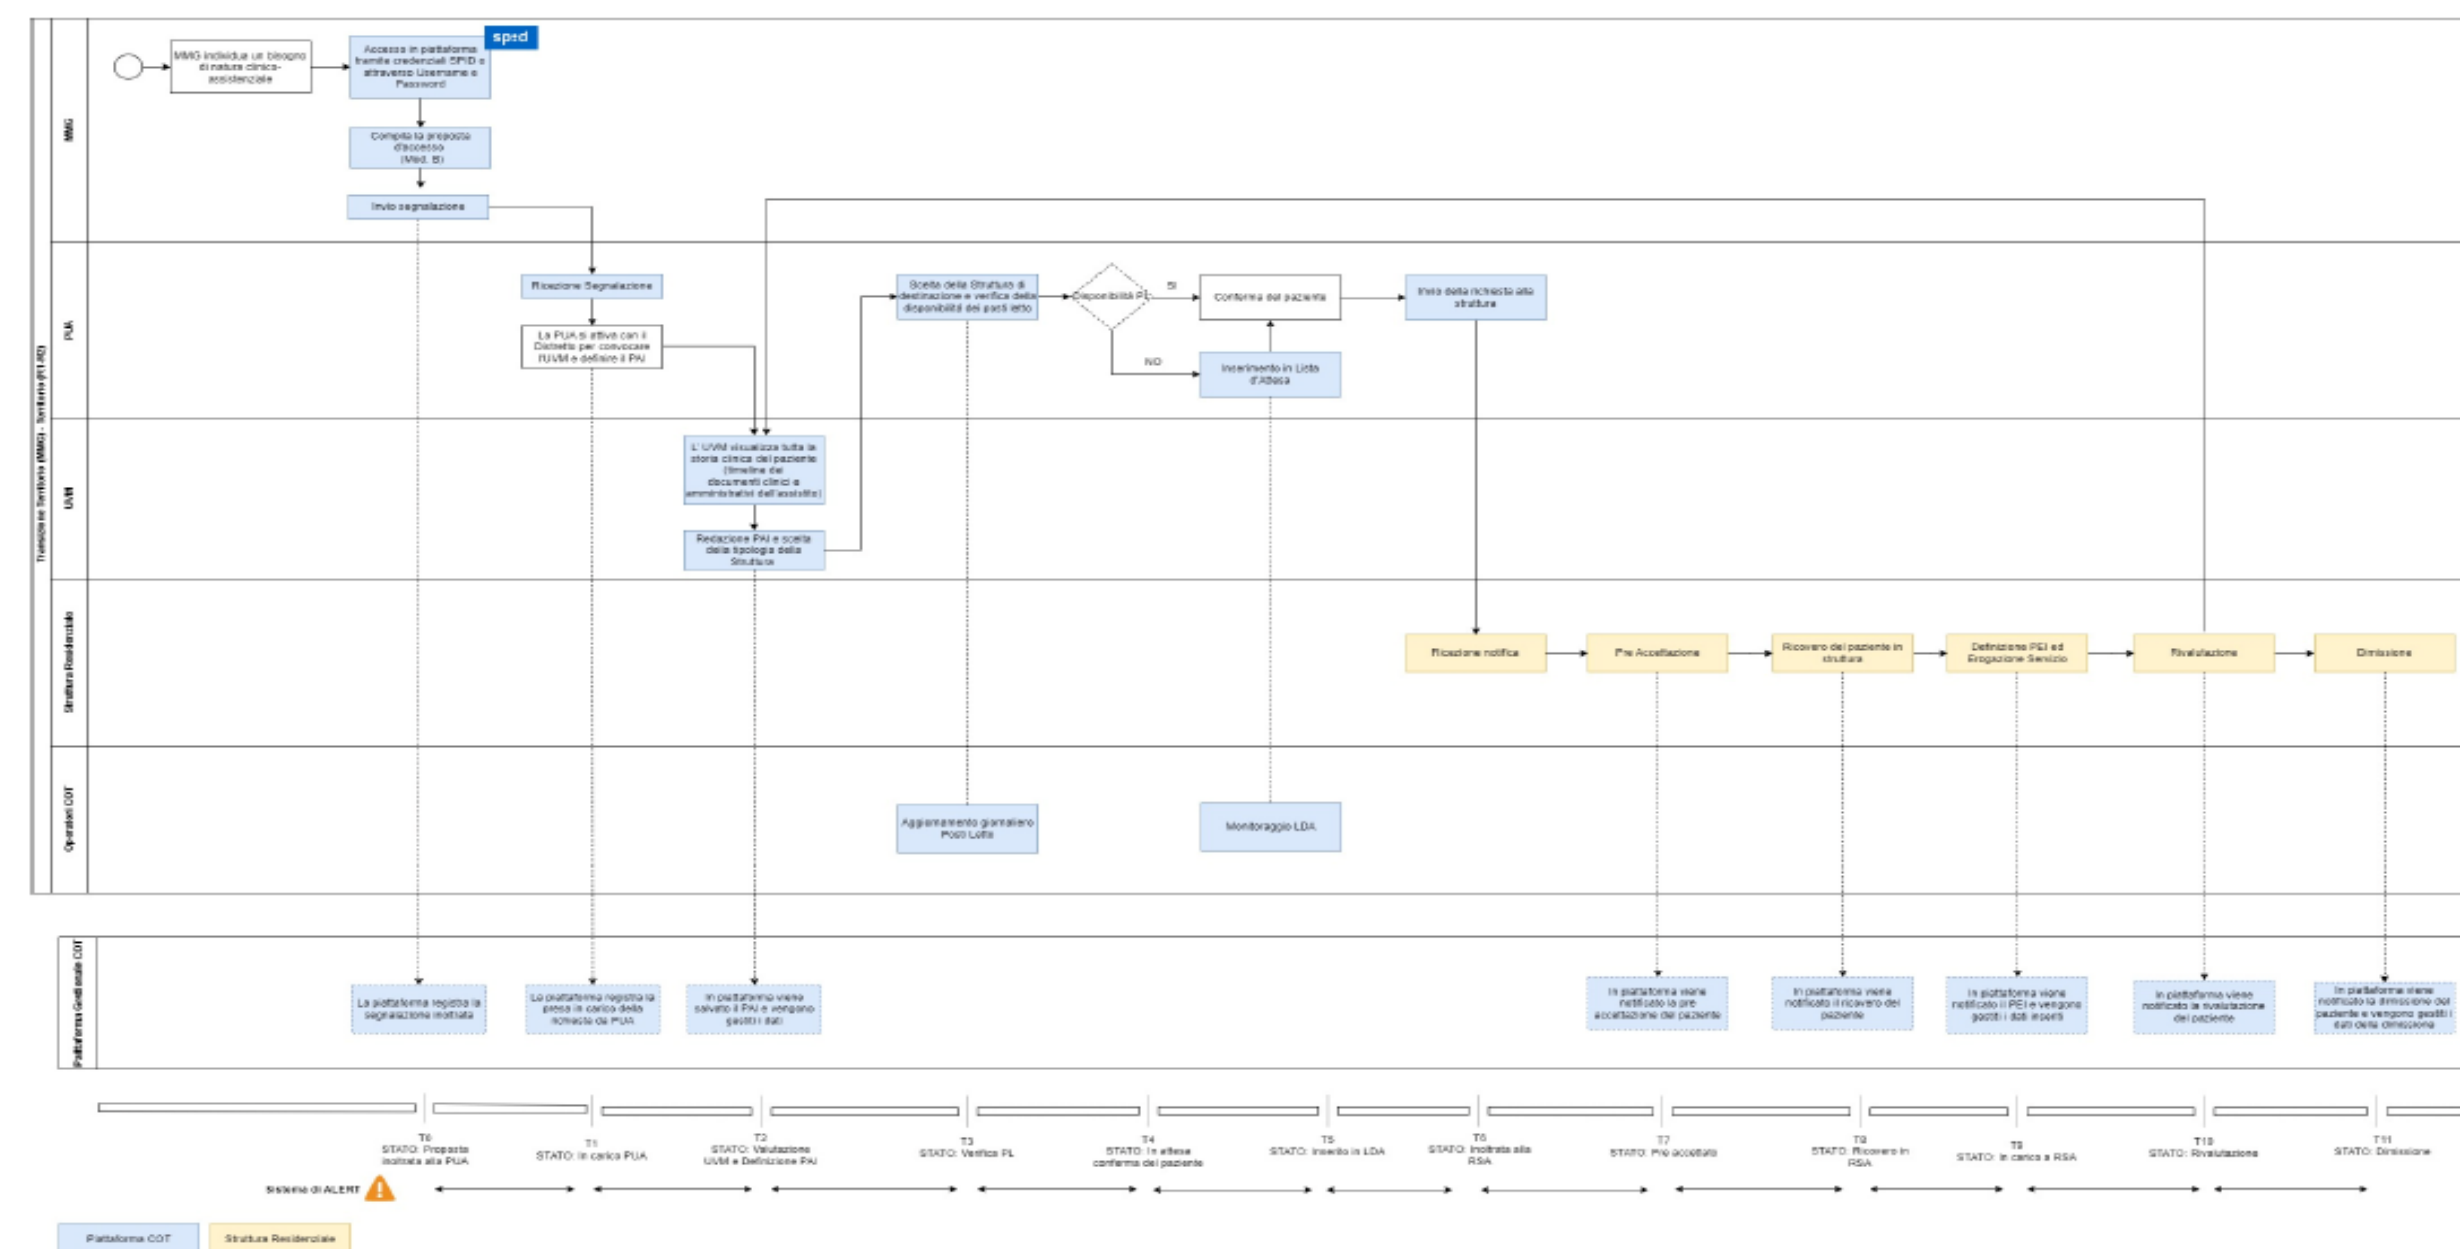 spid
MMG individua un bisogno
di natura clinico-
assistenziale
Accesso in piattaforma
tramite credenziali SPID o
attraverso Username e
Password
Compila la proposta
d'accesso
(Mod. B)
Invio segnalazione
MMG
Ricezione Segnalazione
La PUA si attiva con il
Distretto per convocare
l'UVM e definire il PAI
Scelta della Struttura di
destinazione e verifica della
disponibilità dei posti letto
Disponibilità PL
SI
NO
Conferma del paziente
Inserimento in Lista
d'Attesa
Invio della richiesta alla
struttura
PUA
Transizione Territorio (MMG) - Territorio
L' UVM visualizza tutta la
storia clinica del paziente
(timeline dei
documenti clinici e
amministrativi dell'assistito)
Redazione PAI e scelta
della tipologia della
Struttura
UVM
Struttura Residenziale
Ricezione notifica
Pre Accettazione
Ricovero del paziente in
struttura
Definizione PEI ed
Erogazione Servizio
Rivalutazione
Dimissione
Operatori COT
Aggiornamento giornaliero
Posti Letto
Monitoraggio LDA
Piattaforma Gestionale COT
La piattaforma registra la
segnalazione inoltrata
La piattaforma registra la
presa in carico della
richiesta da PUA
In piattaforma viene
salvato il PAI e vengono
gestiti i dati
In piattaforma viene
notificato la pre
accettazione del paziente
In piattaforma viene
notificato il ricovero del
paziente
In piattaforma viene
notificato il PEI e vengono
gestiti i dati inseriti
In piattaforma viene
notificato la rivalutazione
del paziente
In piattaforma viene
notificato la dimissione del
paziente e vengono gestiti i
dati della dimissione
T0
STATO: Proposta
inoltrata alla PUA
T1
STATO: In carico PUA
T2
STATO: Valutazione
UVM e Definizione PAI
T3
STATO: Verifica PL
T4
STATO: In attesa
conferma del paziente
T5
STATO: Inserito in LDA
T6
STATO: Inoltrata alla
RSA
T7
STATO: Pre accettato
T8
STATO: Ricovero in
RSA
T9
STATO: In carico a RSA
T10
STATO: Rivalutazione
T11
STATO: Dimissione
Sistema di ALERT
Piattaforma COT
Struttura Residenziale